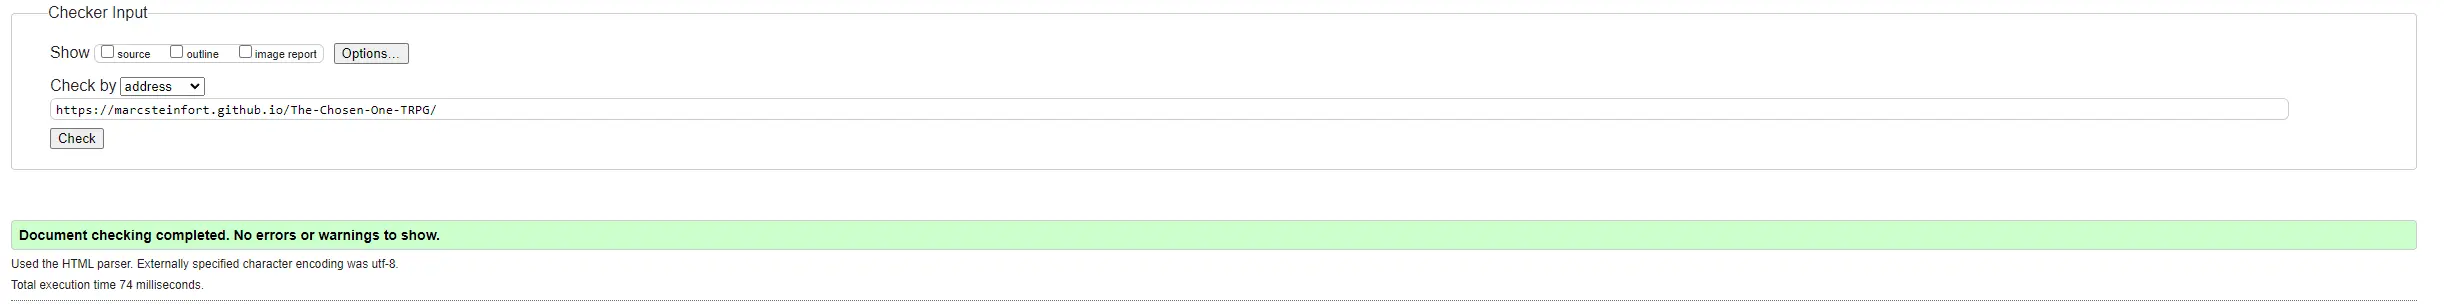 Checker Input
Show source outline image report Options...
Check by address
https://marcsteinfort.github.io/The-Chosen-One-TRPG/
Check
Document checking completed. No errors or warnings to show.
Used the HTML parser. Externally specified character encoding was utf-8.
Total execution time 74 milliseconds.